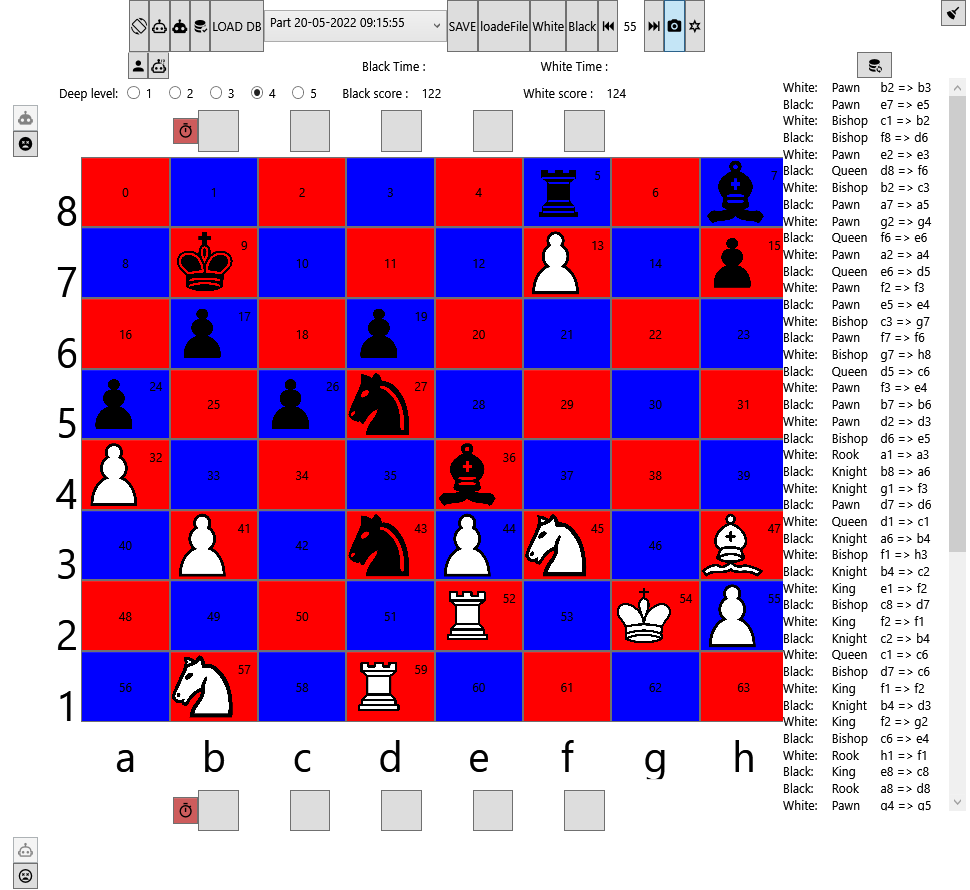 LOAD DB Part 20-05-2022 09:15:55 SAVE loadeFile White Black 55
Black Time : White Time :
Deep level: 1 2 3 4 5 Black score : 122 White score : 124
8 0 1 2 3 4 5 6 7
7 8 9 10 11 12 13 14 15
6 16 17 18 19 20 21 22 23
5 24 25 26 27 28 29 30 31
4 32 33 34 35 36 37 38 39
3 40 41 42 43 44 45 46 47
2 48 49 50 51 52 53 54 55
1 56 57 58 59 60 61 62 63
a b c d e f g h
White: Pawn b2 => b3
Black: Pawn e7 => e5
White: Bishop c1 => b2
Black: Bishop f8 => d6
White: Pawn e2 => e3
Black: Queen d8 => f6
White: Bishop b2 => c3
Black: Pawn a7 => a5
White: Pawn g2 => g4
Black: Queen f6 => e6
White: Pawn a2 => a4
Black: Queen e6 => d5
White: Pawn f2 => f3
Black: Pawn e5 => e4
White: Bishop c3 => g7
Black: Pawn f7 => f6
White: Bishop g7 => h8
Black: Queen d5 => c6
White: Pawn f3 => e4
Black: Pawn b7 => b6
White: Pawn d2 => d3
Black: Bishop d6 => e5
White: Rook a1 => a3
Black: Knight b8 => a6
White: Knight g1 => f3
Black: Pawn d7 => d6
White: Queen d1 => c1
Black: Knight a6 => b4
White: Bishop f1 => h3
Black: Knight b4 => c2
White: King e1 => f2
Black: Bishop c8 => d7
White: King f2 => f1
Black: Knight c2 => b4
White: Queen c1 => c6
Black: Bishop d7 => c6
White: King f1 => f2
Black: Knight b4 => d3
White: King f2 => g2
Black: Bishop c6 => e4
White: Rook h1 => f1
Black: King e8 => c8
Black: Rook a8 => d8
White: Pawn g4 => g5